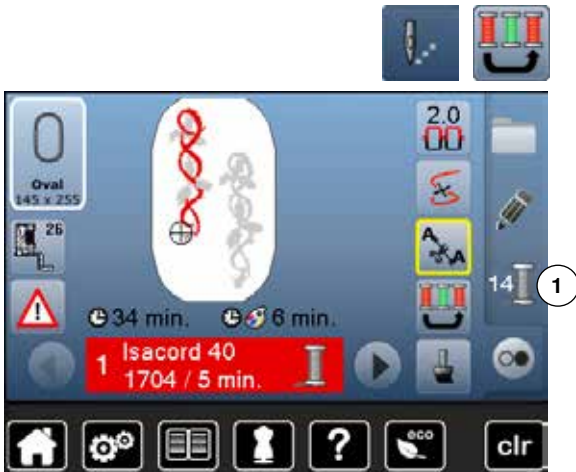 2.0
Oval
145 x 255
26
A
A
14
1
34 min.
6 min.
1 Isacord 40
1704 / 5 min.
?
eco
clr